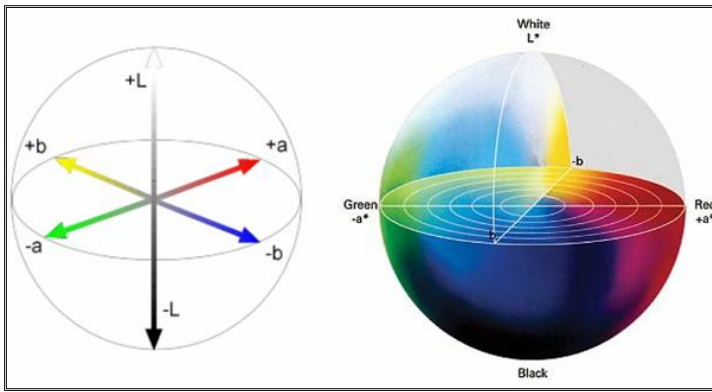 +L
+b
+a
-a
-b
-L
White
L*
-b
Green
-a*
Red
+a*
b
Black